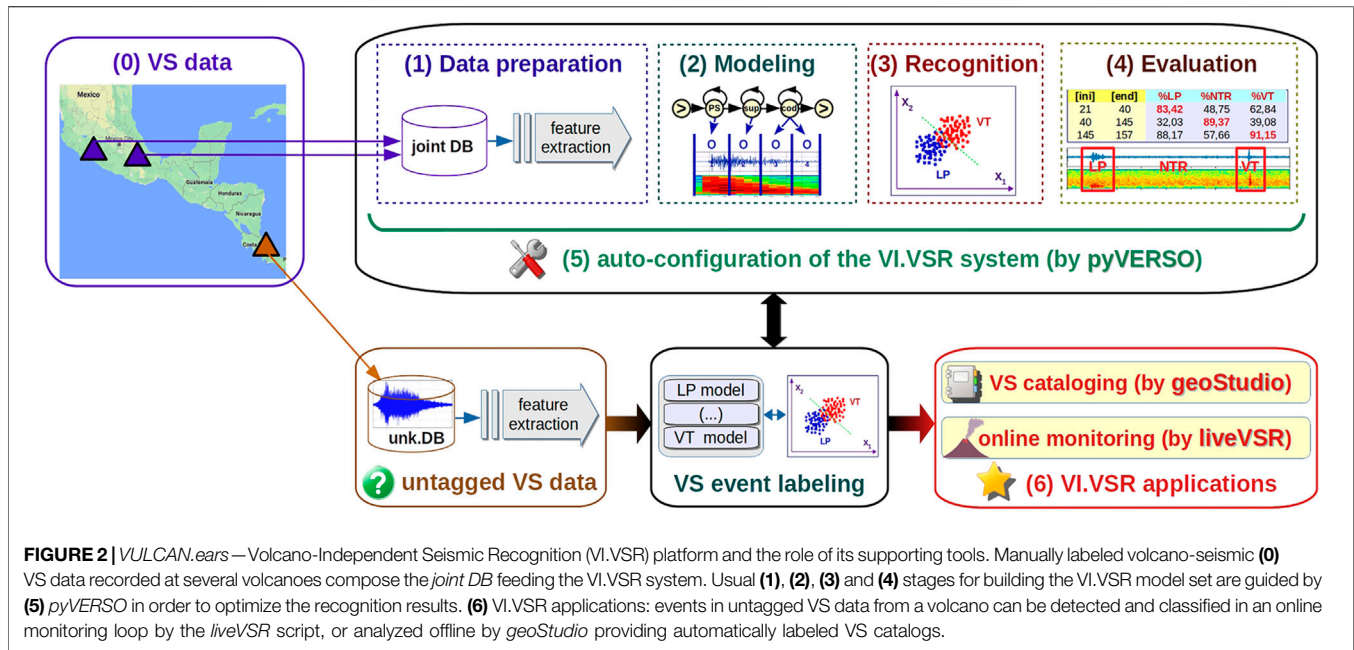 (0) VS data
Mexico
Mexico City
Guatemala
Honduras
Nicaragua
Costa
P
(1) Data preparation
joint DB
feature
extraction
(2) Modeling
> PS sup cod >
O O O O
2 3 4
(3) Recognition
X2
VT
LP
X1
(4) Evaluation
[ini] [end] %LP %NTR %VT
21 40 83,42 48,75 62,84
40 145 32,03 89,37 39,08
145 157 88,17 57,66 91,15
LP NTR VT
(5) auto-configuration of the VI.VSR system (by pyVERSO)
unk.DB
feature
extraction
? untagged VS data
LP model
(...)
VT model
X2
VT
LP
X1
VS event labeling
VS cataloging (by geoStudio)
online monitoring (by liveVSR)
(6) VI.VSR applications
FIGURE 2 | VULCAN.ears—Volcano-Independent Seismic Recognition (VI.VSR) platform and the role of its supporting tools. Manually labeled volcano-seismic (0)
VS data recorded at several volcanoes compose the joint DB feeding the VI.VSR system. Usual (1), (2), (3) and (4) stages for building the VI.VSR model set are guided by
(5) pyVERSO in order to optimize the recognition results. (6) VI.VSR applications: events in untagged VS data from a volcano can be detected and classified in an online
monitoring loop by the liveVSR script, or analyzed offline by geoStudio providing automatically labeled VS catalogs.